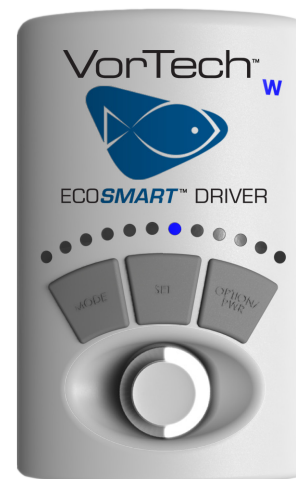 VorTech™
W
ECOSMART™ DRIVER
MODE
SET
OPTION/
PWR